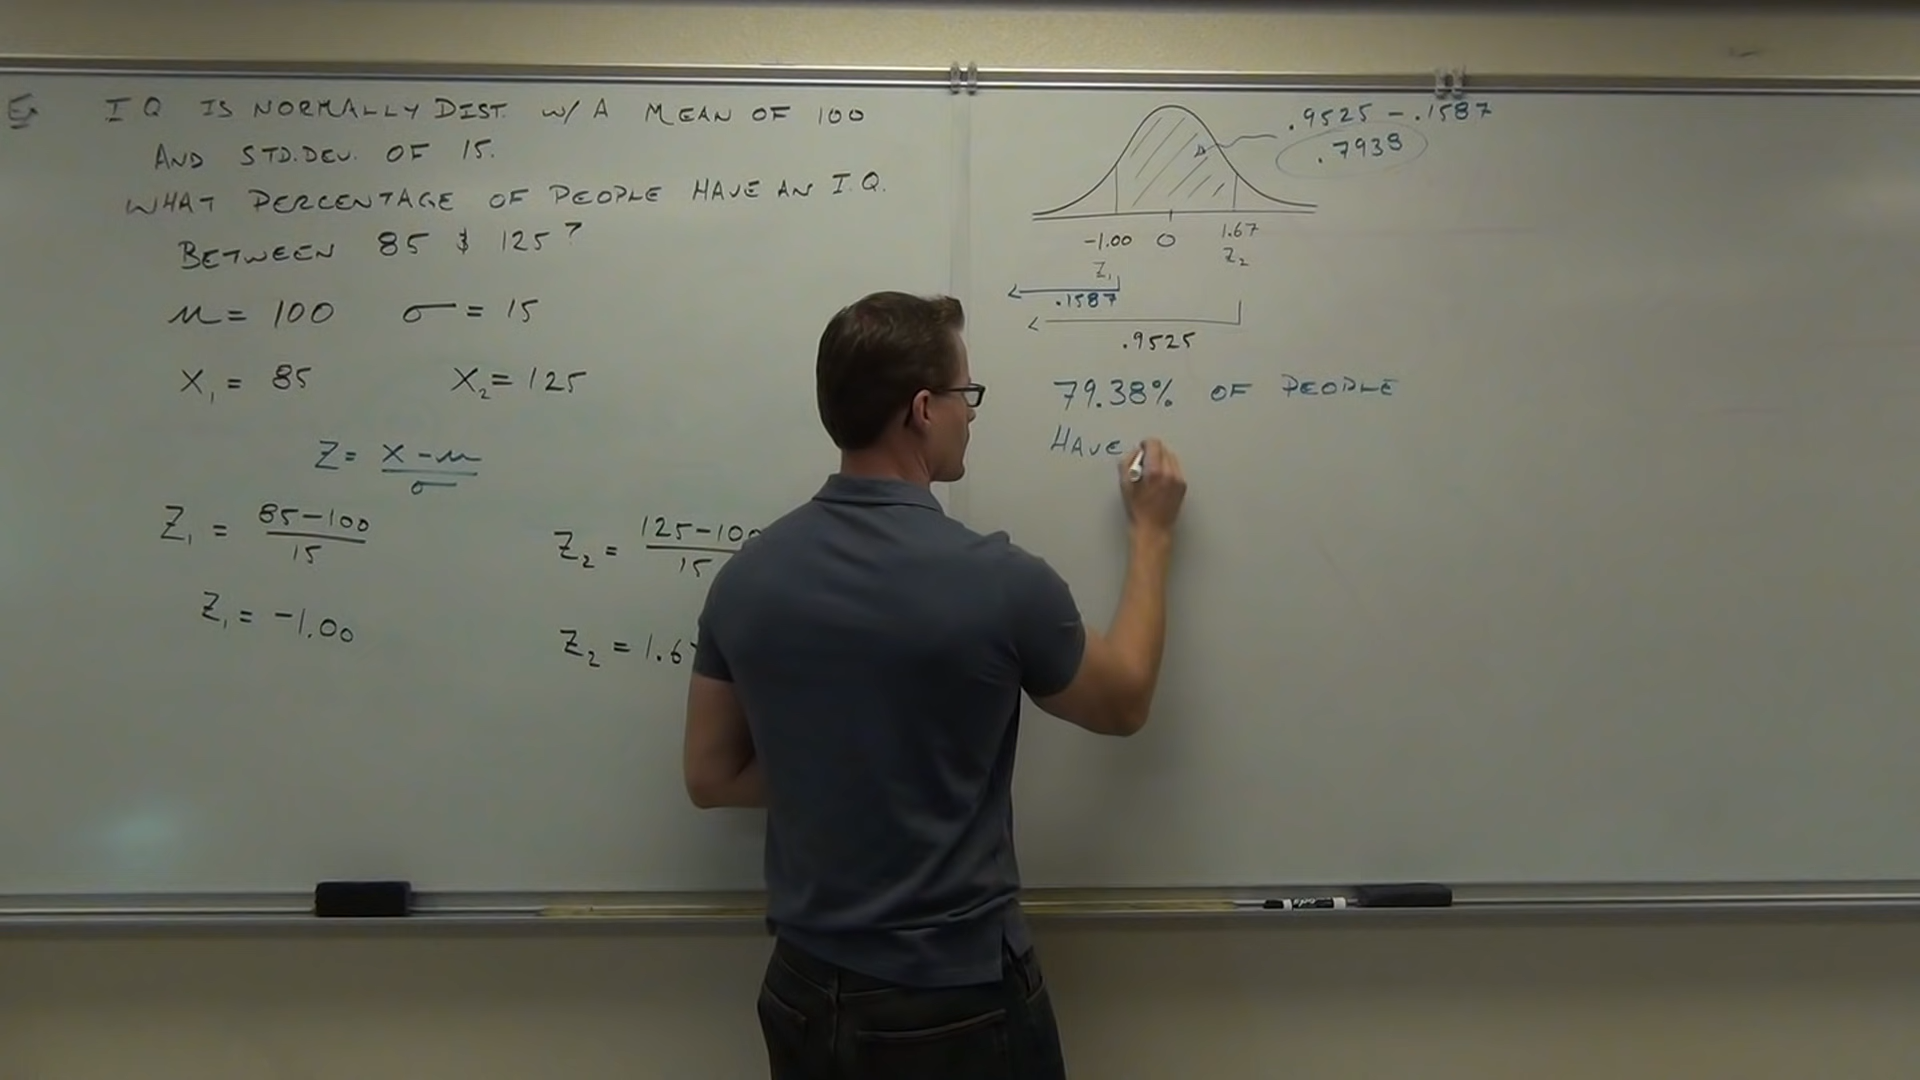 Ex IQ IS NORMALLY DIST. W/ A MEAN OF 100
AND STD.DEV. OF 15.
WHAT PERCENTAGE OF PEOPLE HAVE AN I.Q.
BETWEEN 85 & 125?
μ = 100 σ = 15
X₁ = 85 X₂ = 125
Z = X - μ
σ
Z₁ = 85-100
15
Z₂ = 125-100
15
Z₁ = -1.00
Z₂ = 1.6
.9525 - .1587
.7938
-1.00 0 1.67
Z₁ Z₂
.1587
.9525
79.38% OF PEOPLE
HAVE